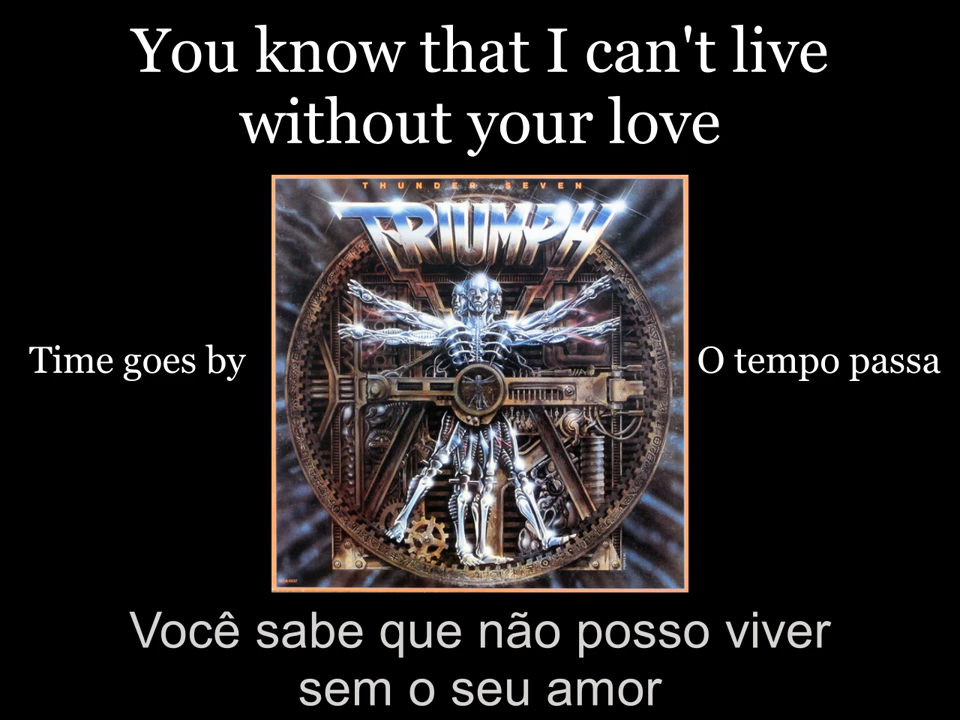 You know that I can't live
without your love
THUNDER SEVEN
TRIUMPH
Time goes by
O tempo passa
Você sabe que não posso viver
sem o seu amor